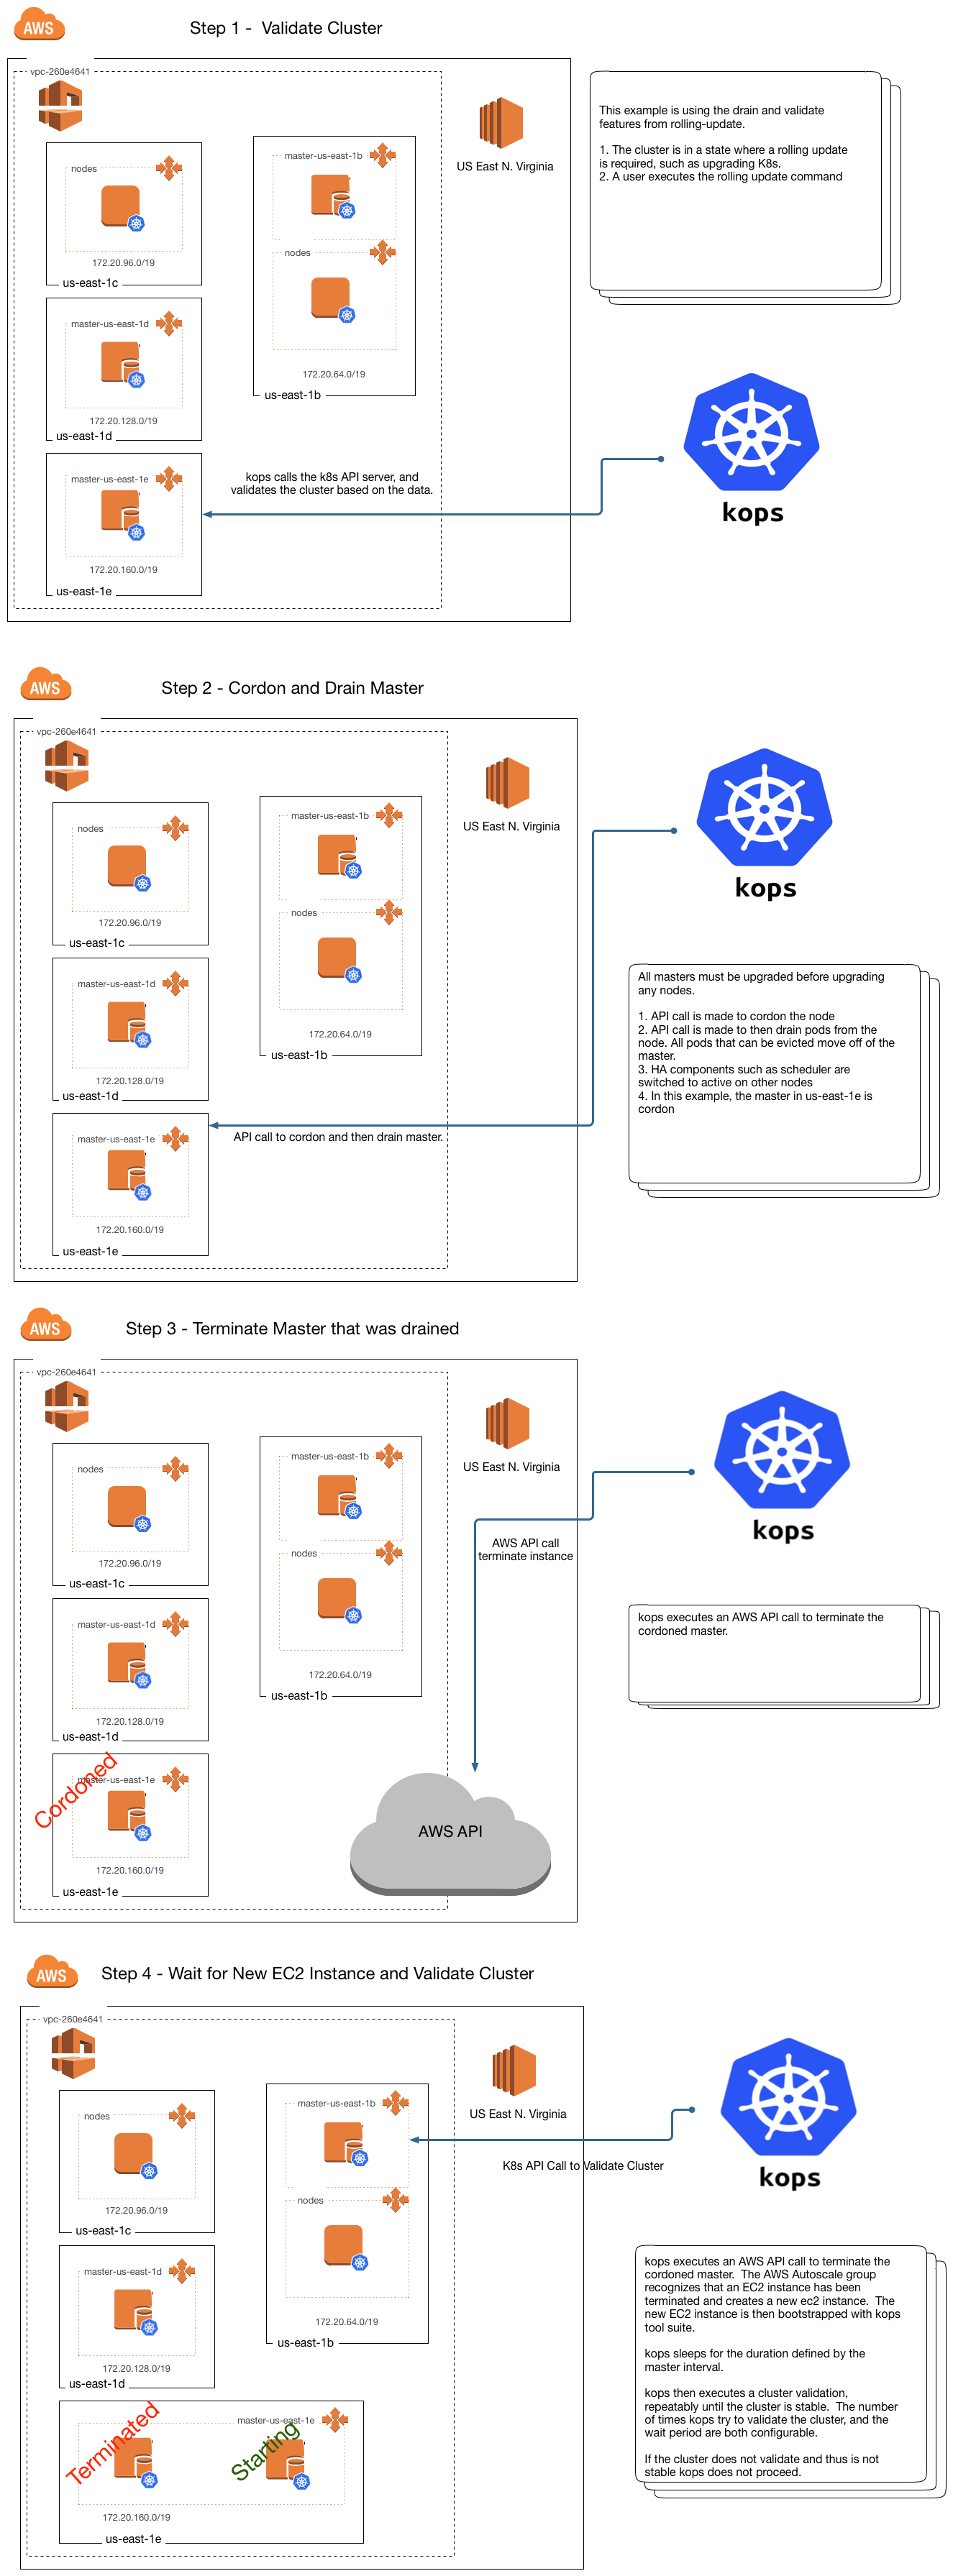 AWS
Step 1 -  Validate Cluster
vpc-260e4641
US East N. Virginia
nodes
172.20.96.0/19
us-east-1c
master-us-east-1b
nodes
172.20.64.0/19
us-east-1b
master-us-east-1d
172.20.128.0/19
us-east-1d
master-us-east-1e
172.20.160.0/19
us-east-1e
kops calls the k8s API server, and
validates the cluster based on the data.
This example is using the drain and validate
features from rolling-update.
1. The cluster is in a state where a rolling update
is required, such as upgrading K8s.
2. A user executes the rolling update command
kops
AWS
Step 2 - Cordon and Drain Master
vpc-260e4641
US East N. Virginia
nodes
172.20.96.0/19
us-east-1c
master-us-east-1b
nodes
172.20.64.0/19
us-east-1b
master-us-east-1d
172.20.128.0/19
us-east-1d
master-us-east-1e
172.20.160.0/19
us-east-1e
API call to cordon and then drain master.
kops
All masters must be upgraded before upgrading
any nodes.
1. API call is made to cordon the node
2. API call is made to then drain pods from the
node. All pods that can be evicted move off of the
master.
3. HA components such as scheduler are
switched to active on other nodes
4. In this example, the master in us-east-1e is
cordon
AWS
Step 3 - Terminate Master that was drained
vpc-260e4641
US East N. Virginia
nodes
172.20.96.0/19
us-east-1c
master-us-east-1b
nodes
172.20.64.0/19
us-east-1b
master-us-east-1d
172.20.128.0/19
us-east-1d
Cordoned
master-us-east-1e
172.20.160.0/19
us-east-1e
AWS API call
terminate instance
AWS API
kops
kops executes an AWS API call to terminate the
cordoned master.
AWS
Step 4 - Wait for New EC2 Instance and Validate Cluster
vpc-260e4641
US East N. Virginia
nodes
172.20.96.0/19
us-east-1c
master-us-east-1b
nodes
172.20.64.0/19
us-east-1b
master-us-east-1d
172.20.128.0/19
us-east-1d
Terminated
Starting
master-us-east-1e
172.20.160.0/19
us-east-1e
K8s API Call to Validate Cluster
kops
kops executes an AWS API call to terminate the
cordoned master.  The AWS Autoscale group
recognizes that an EC2 instance has been
terminated and creates a new ec2 instance.  The
new EC2 instance is then bootstrapped with kops
tool suite.
kops sleeps for the duration defined by the
master interval.
kops then executes a cluster validation,
repeatably until the cluster is stable.  The number
of times kops try to validate the cluster, and the
wait period are both configurable.
If the cluster does not validate and thus is not
stable kops does not proceed.